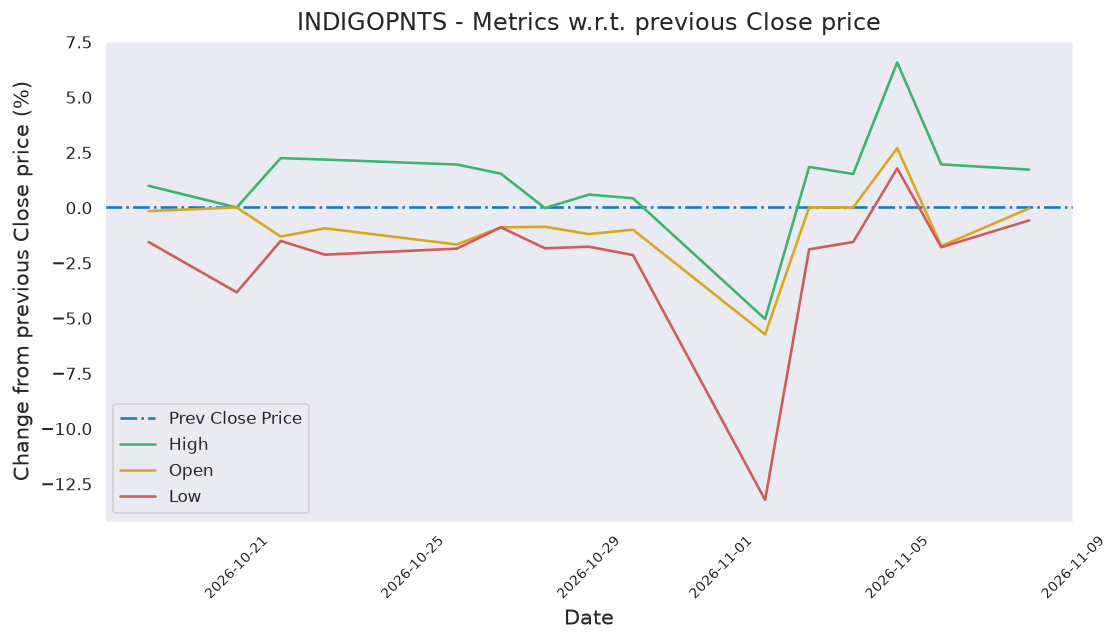 INDIGOPNTS - Metrics w.r.t. previous Close price
Change from previous Close price (%)
7.5
5.0
2.5
0.0
−2.5
−5.0
−7.5
−10.0
−12.5
Prev Close Price
High
Open
Low
2026-10-21
2026-10-25
2026-10-29
2026-11-01
2026-11-05
2026-11-09
Date